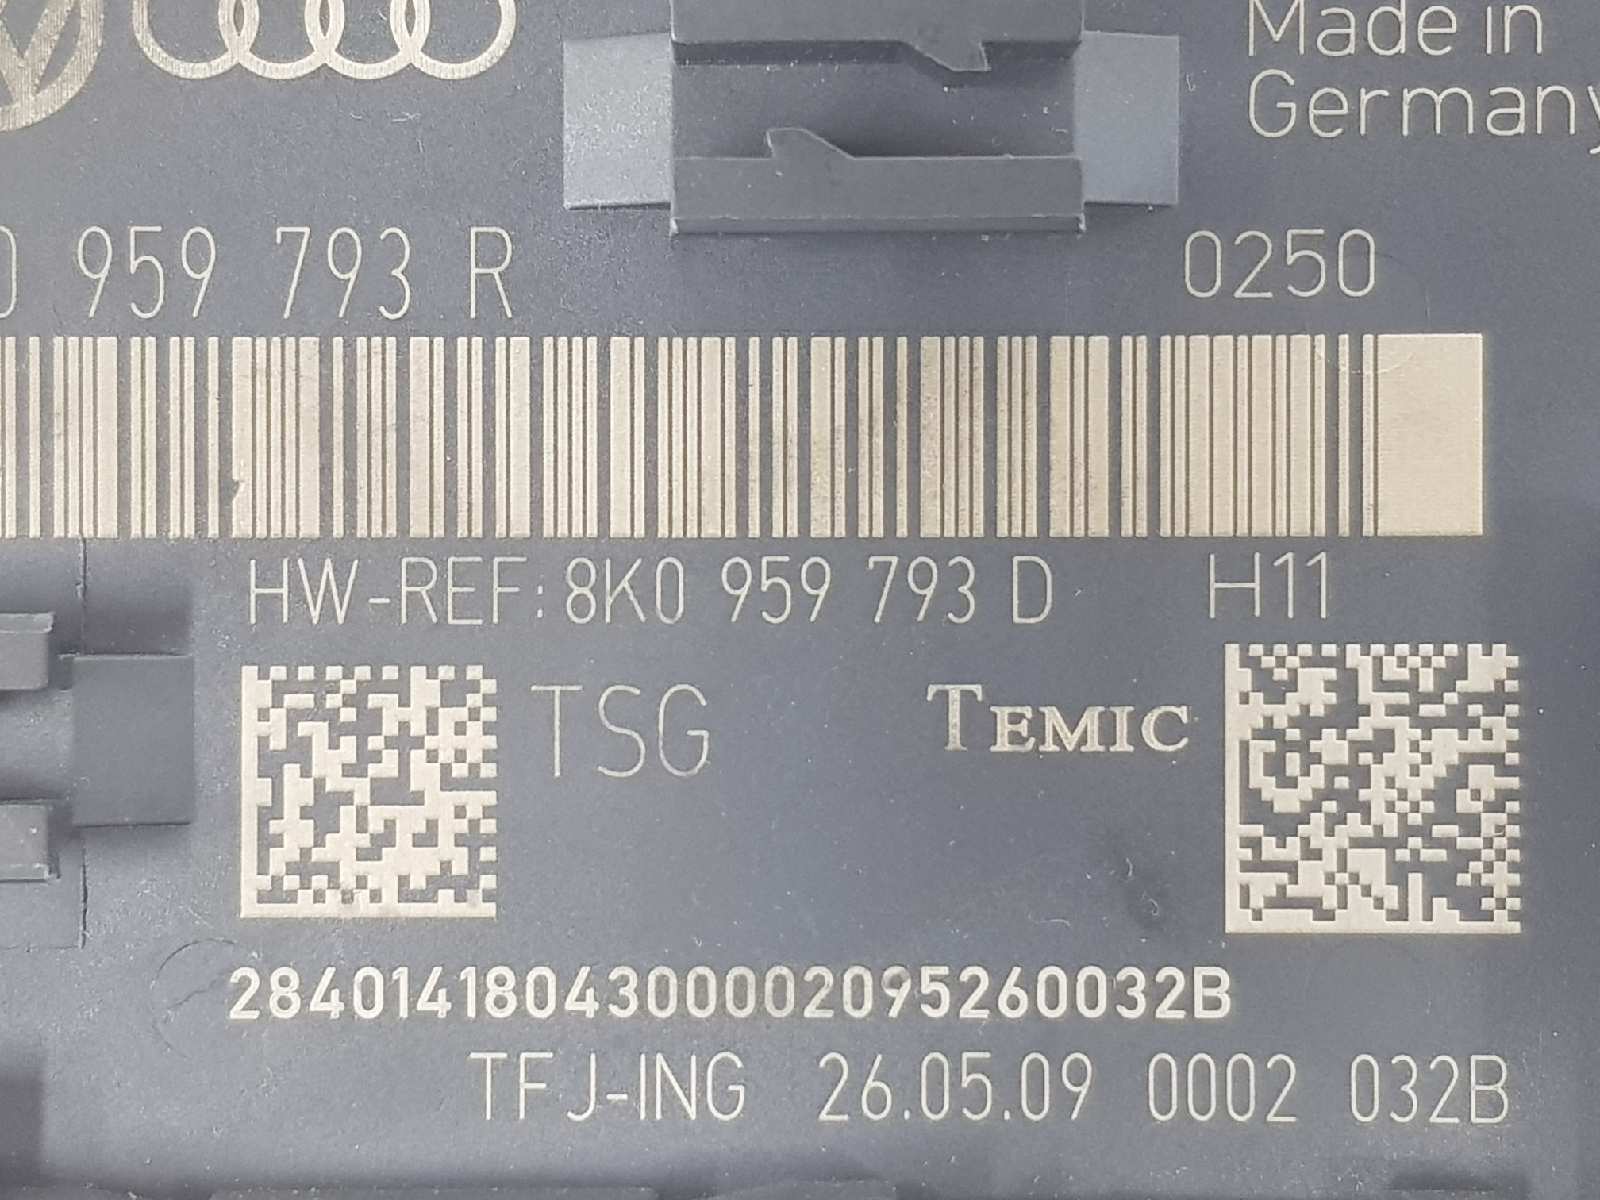 Made in
Germany
0 959 793 R 0250
HW-REF: 8K0 959 793 D H11
TSG TEMIC
2840141804300002095260032B
TFJ-ING 26.05.09 0002 032B